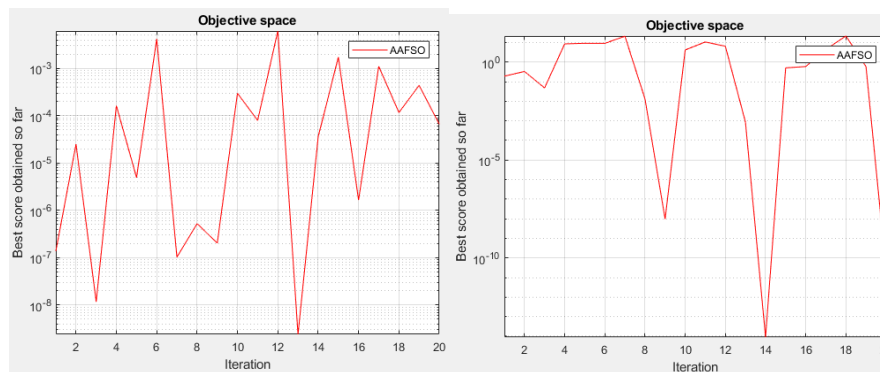 Objective space
AAFSO
Best score obtained so far
10-3
10-4
10-5
10-6
10-7
10-8
2 4 6 8 10 12 14 16 18 20
Iteration
Objective space
AAFSO
Best score obtained so far
100
10-5
10-10
2 4 6 8 10 12 14 16 18
Iteration